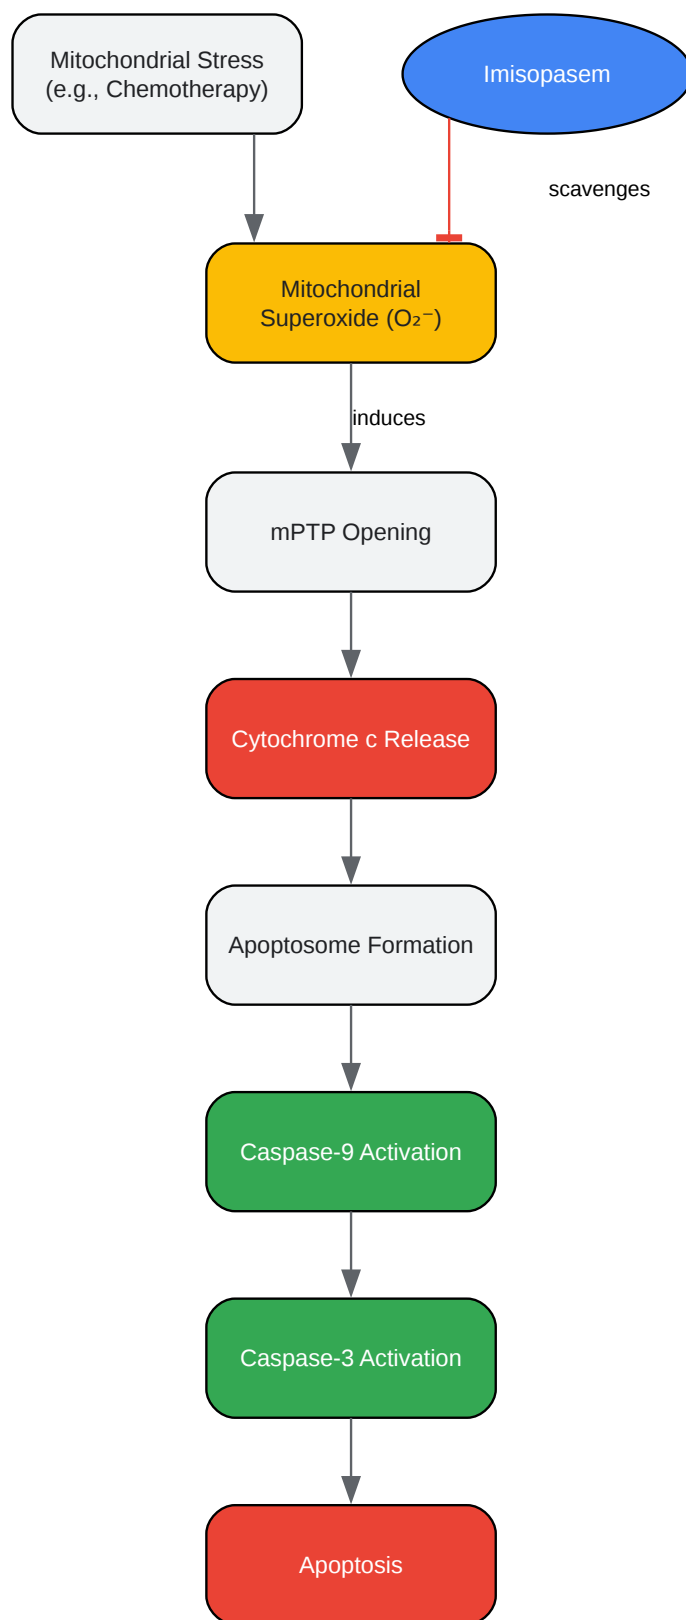 Mitochondrial Stress
(e.g., Chemotherapy)
Imisopasem
scavenges
Mitochondrial
Superoxide (O₂⁻)
induces
mPTP Opening
Cytochrome c Release
Apoptosome Formation
Caspase-9 Activation
Caspase-3 Activation
Apoptosis